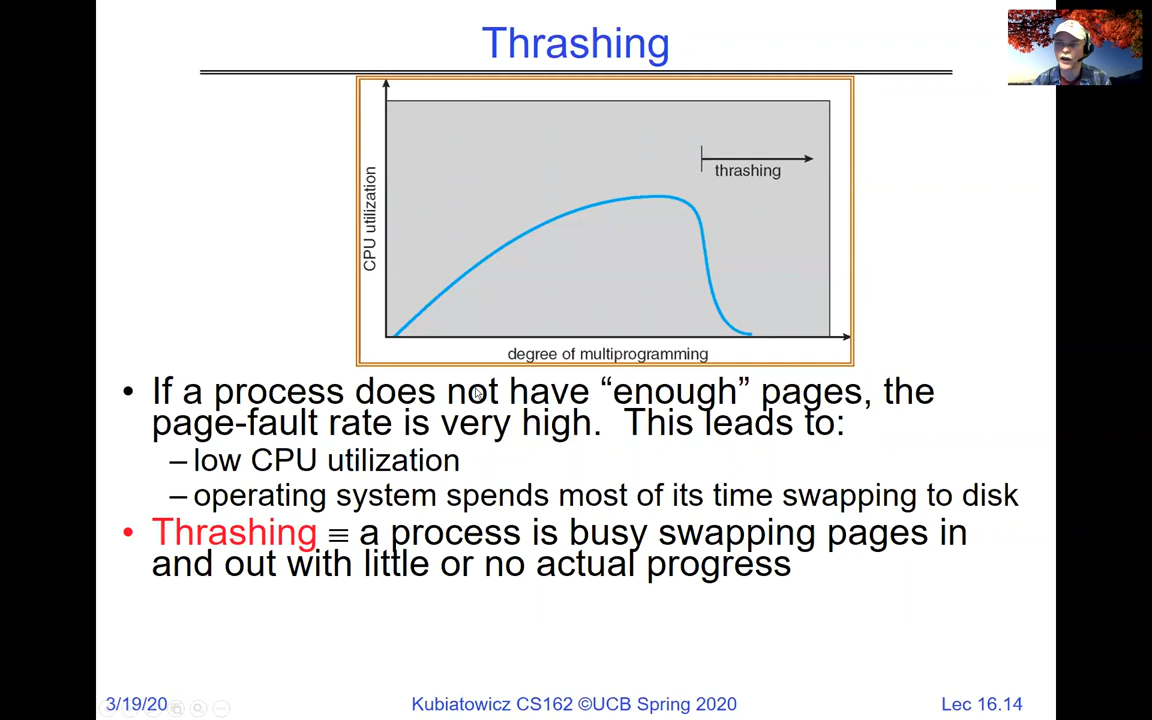 Thrashing
CPU utilization
thrashing
degree of multiprogramming
• If a process does not have “enough” pages, the
page-fault rate is very high.  This leads to:
– low CPU utilization
– operating system spends most of its time swapping to disk
• Thrashing ≡ a process is busy swapping pages in
and out with little or no actual progress
3/19/20
Kubiatowicz CS162 ©UCB Spring 2020
Lec 16.14